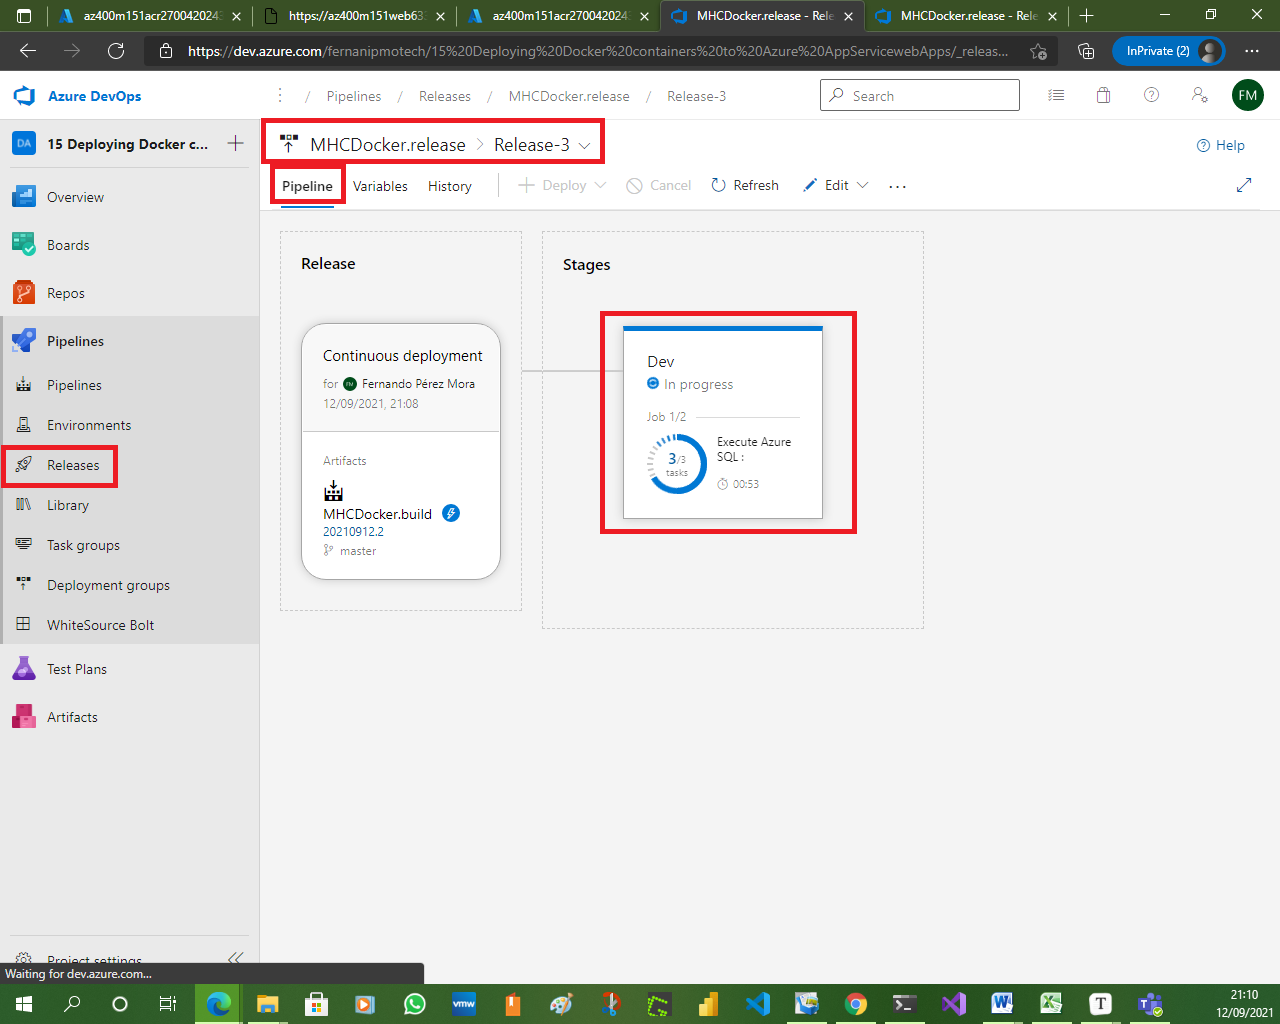 az400m151acr270042024
https://az400m151web63
az400m151acr270042024
MHCDocker.release - Rele
MHCDocker.release - Rele
https://dev.azure.com/fernanipmotech/15%20Deploying%20Docker%20containers%20to%20Azure%20AppServicewebApps/_releas...
InPrivate (2)
Azure DevOps
/ Pipelines / Releases / MHCDocker.release / Release-3
Search
FM
DA
15 Deploying Docker c...
MHCDocker.release > Release-3
Help
Pipeline
Variables
History
Deploy
Cancel
Refresh
Edit
Overview
Boards
Repos
Pipelines
Pipelines
Environments
Releases
Library
Task groups
Deployment groups
WhiteSource Bolt
Test Plans
Artifacts
Project settings
Release
Continuous deployment
for FM Fernando Pérez Mora
12/09/2021, 21:08
Artifacts
MHCDocker.build
20210912.2
master
Stages
Dev
In progress
Job 1/2
3/3
tasks
Execute Azure
SQL :
00:53
Waiting for dev.azure.com...
vmw
21:10
12/09/2021